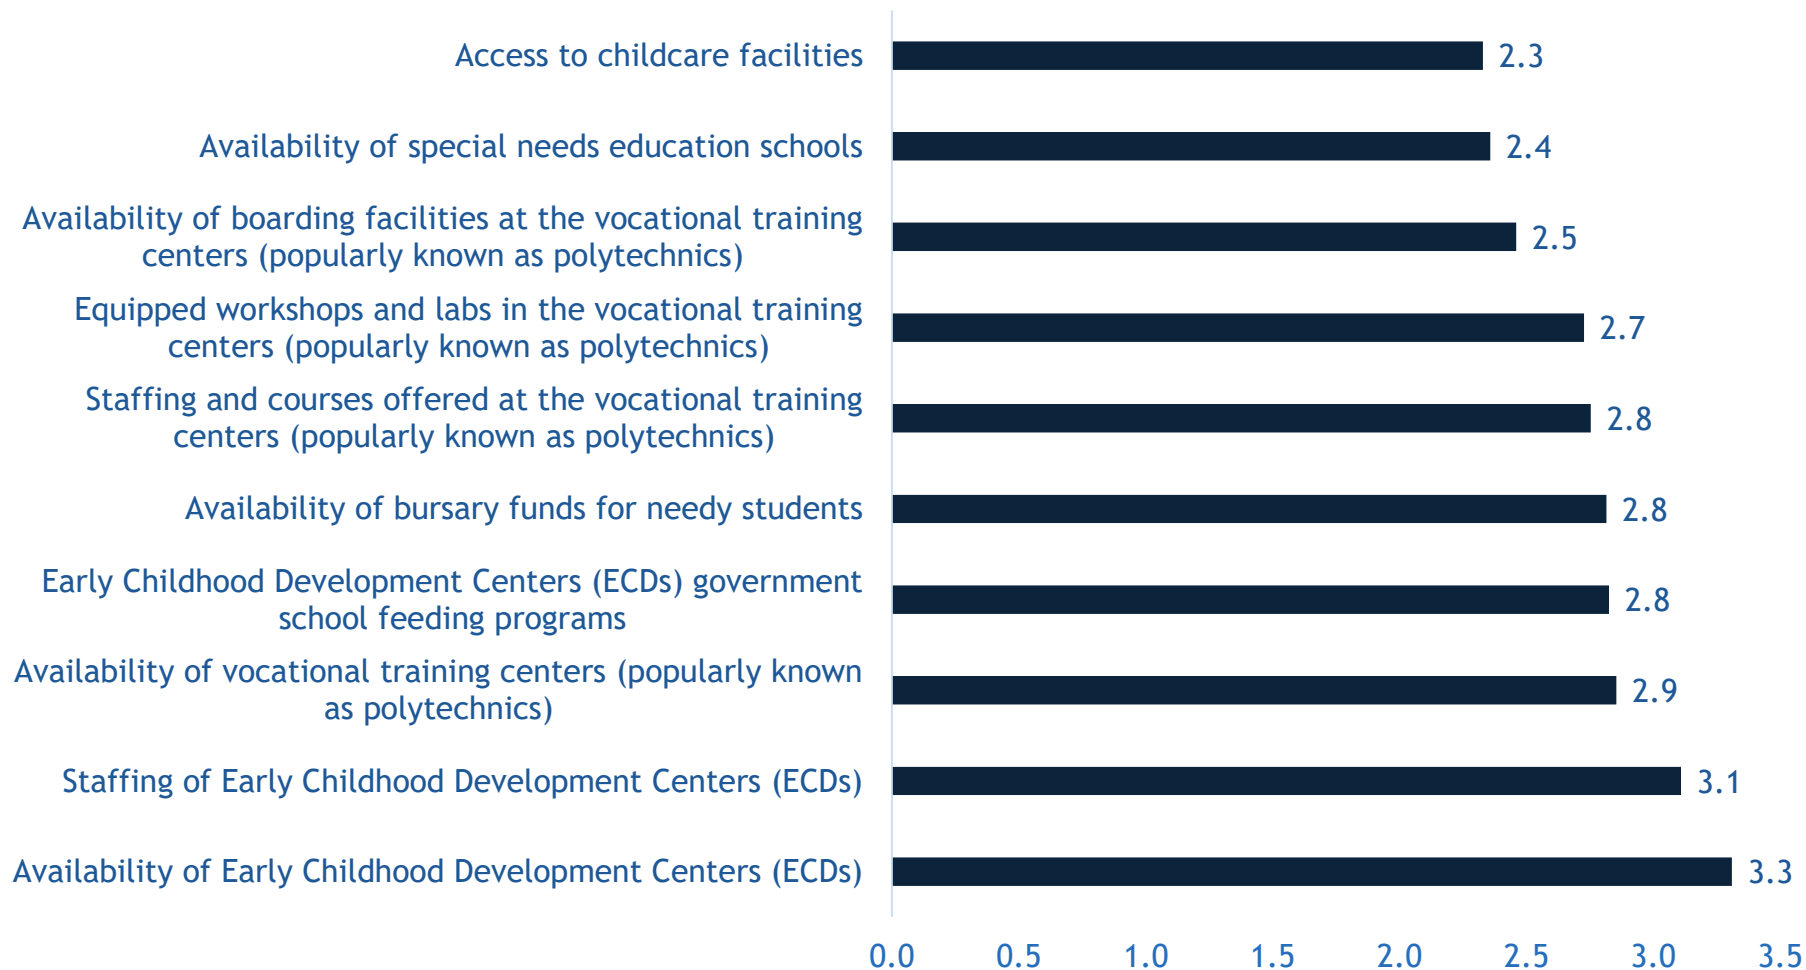 Access to childcare facilities 2.3
Availability of special needs education schools 2.4
Availability of boarding facilities at the vocational training
centers (popularly known as polytechnics) 2.5
Equipped workshops and labs in the vocational training
centers (popularly known as polytechnics) 2.7
Staffing and courses offered at the vocational training
centers (popularly known as polytechnics) 2.8
Availability of bursary funds for needy students 2.8
Early Childhood Development Centers (ECDs) government
school feeding programs 2.8
Availability of vocational training centers (popularly known
as polytechnics) 2.9
Staffing of Early Childhood Development Centers (ECDs) 3.1
Availability of Early Childhood Development Centers (ECDs) 3.3
0.0 0.5 1.0 1.5 2.0 2.5 3.0 3.5